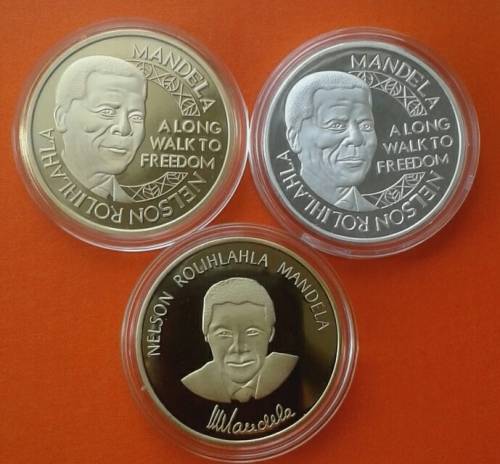 MANDELA
A LONG
WALK TO
FREEDOM
NELSON ROLIHLAHLA
MANDELA
A LONG
WALK TO
FREEDOM
NELSON ROLIHLAHLA
NELSON ROLIHLAHLA MANDELA
Mandela